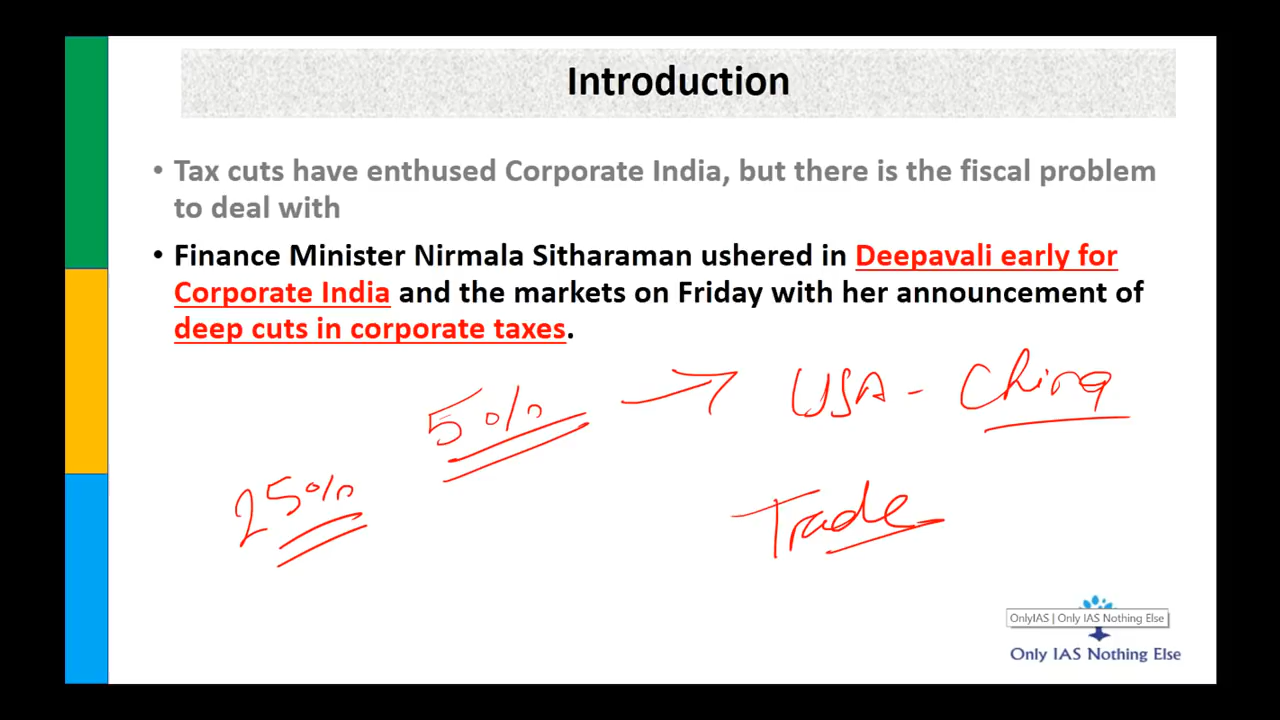 Introduction
• Tax cuts have enthused Corporate India, but there is the fiscal problem
to deal with
• Finance Minister Nirmala Sitharaman ushered in Deepavali early for
Corporate India and the markets on Friday with her announcement of
deep cuts in corporate taxes.
5% → USA - China
25%
Trade
OnlyIAS | Only IAS Nothing Else
Only IAS Nothing Else